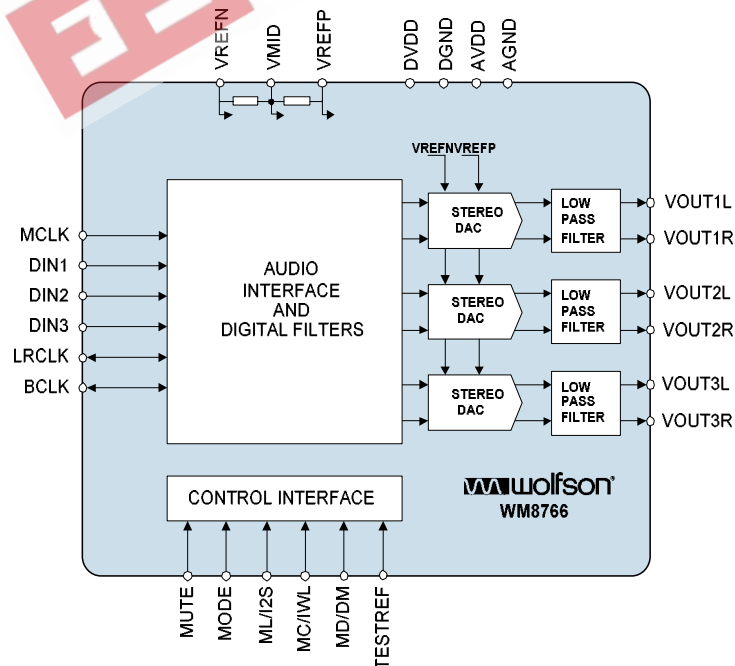 VREFN
VMID
VREFP
DVDD
DGND
AVDD
AGND
VREFNVREFP
MCLK
DIN1
DIN2
DIN3
LRCLK
BCLK
AUDIO
INTERFACE
AND
DIGITAL FILTERS
STEREO
DAC
LOW
PASS
FILTER
VOUT1L
VOUT1R
STEREO
DAC
LOW
PASS
FILTER
VOUT2L
VOUT2R
STEREO
DAC
LOW
PASS
FILTER
VOUT3L
VOUT3R
CONTROL INTERFACE
wolfson
WM8766
MUTE
MODE
ML/I2S
MC/IWL
MD/DM
TESTREF